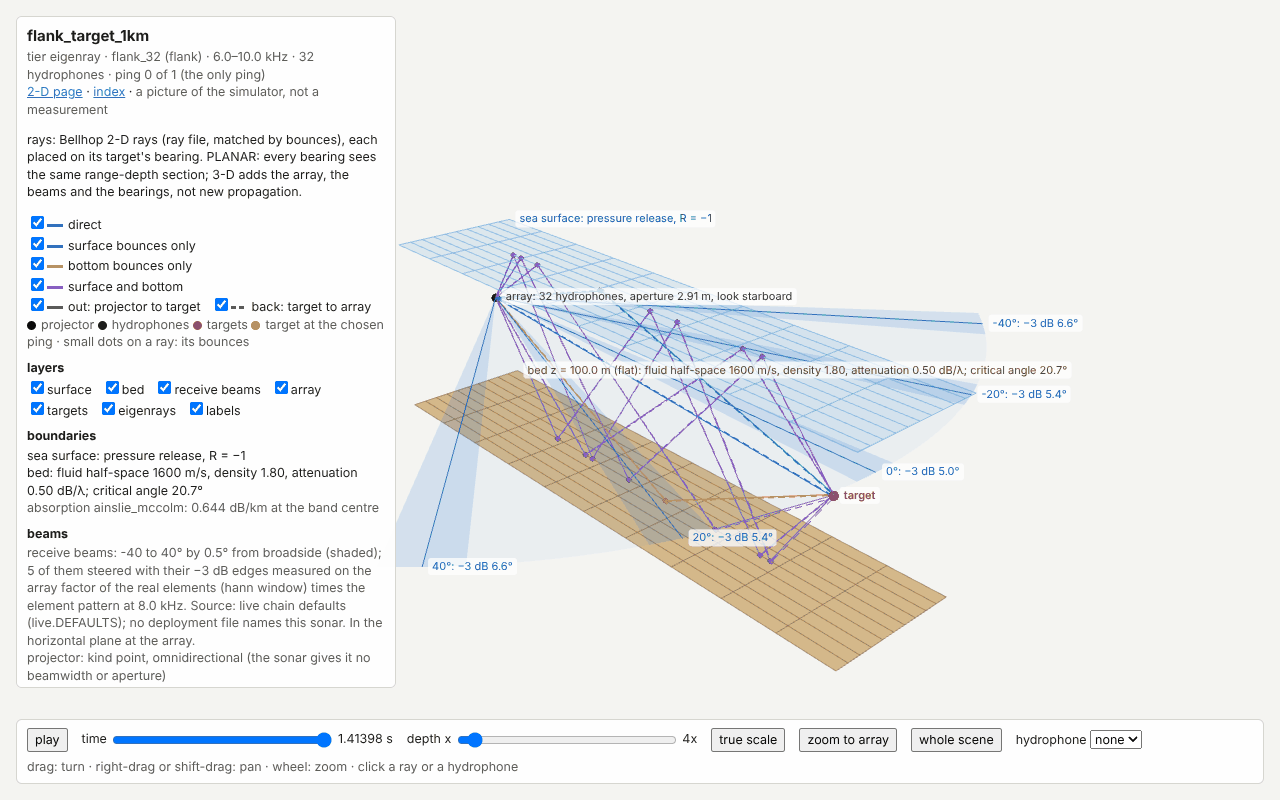 flank_target_1km
tier eigenray · flank_32 (flank) · 6.0–10.0 kHz · 32
hydrophones · ping 0 of 1 (the only ping)
2-D page · index · a picture of the simulator, not a
measurement
rays: Bellhop 2-D rays (ray file, matched by bounces), each
placed on its target's bearing. PLANAR: every bearing sees
the same range-depth section; 3-D adds the array, the
beams and the bearings, not new propagation.
direct
surface bounces only
bottom bounces only
surface and bottom
out: projector to target back: target to array
projector hydrophones targets target at the chosen
ping · small dots on a ray: its bounces
layers
surface bed receive beams array
targets eigenrays labels
boundaries
sea surface: pressure release, R = −1
bed: fluid half-space 1600 m/s, density 1.80, attenuation
0.50 dB/λ; critical angle 20.7°
absorption ainslie_mccolm: 0.644 dB/km at the band centre
beams
receive beams: -40 to 40° by 0.5° from broadside (shaded);
5 of them steered with their −3 dB edges measured on the
array factor of the real elements (hann window) times the
element pattern at 8.0 kHz. Source: live chain defaults
(live.DEFAULTS); no deployment file names this sonar. In the
horizontal plane at the array.
projector: kind point, omnidirectional (the sonar gives it no
beamwidth or aperture)
sea surface: pressure release, R = −1
array: 32 hydrophones, aperture 2.91 m, look starboard
-40°: −3 dB 6.6°
bed z = 100.0 m (flat): fluid half-space 1600 m/s, density 1.80, attenuation 0.50 dB/λ; critical angle 20.7°
-20°: −3 dB 5.4°
0°: −3 dB 5.0°
target
20°: −3 dB 5.4°
40°: −3 dB 6.6°
play time 1.41398 s depth x 4x true scale zoom to array whole scene hydrophone none
drag: turn · right-drag or shift-drag: pan · wheel: zoom · click a ray or a hydrophone